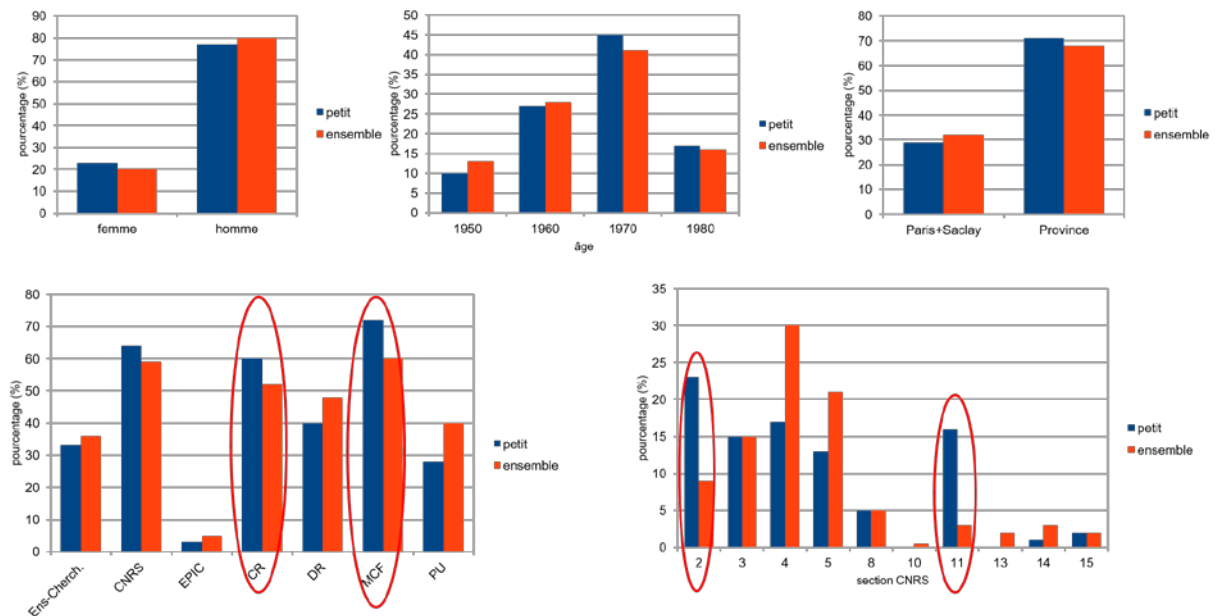 pourcentage (%)
90
80
70
60
50
40
30
20
10
0
femme
homme
petit
ensemble
pourcentage (%)
50
45
40
35
30
25
20
15
10
5
0
1950
1960
1970
1980
âge
petit
ensemble
pourcentage (%)
80
70
60
50
40
30
20
10
0
Paris+Saclay
Province
petit
ensemble
pourcentage (%)
80
70
60
50
40
30
20
10
0
Ens-Cherch.
CNRS
EPIC
CR
DR
MCF
PU
petit
ensemble
pourcentage (%)
35
30
25
20
15
10
5
0
2
3
4
5
8
10
11
13
14
15
section CNRS
petit
ensemble